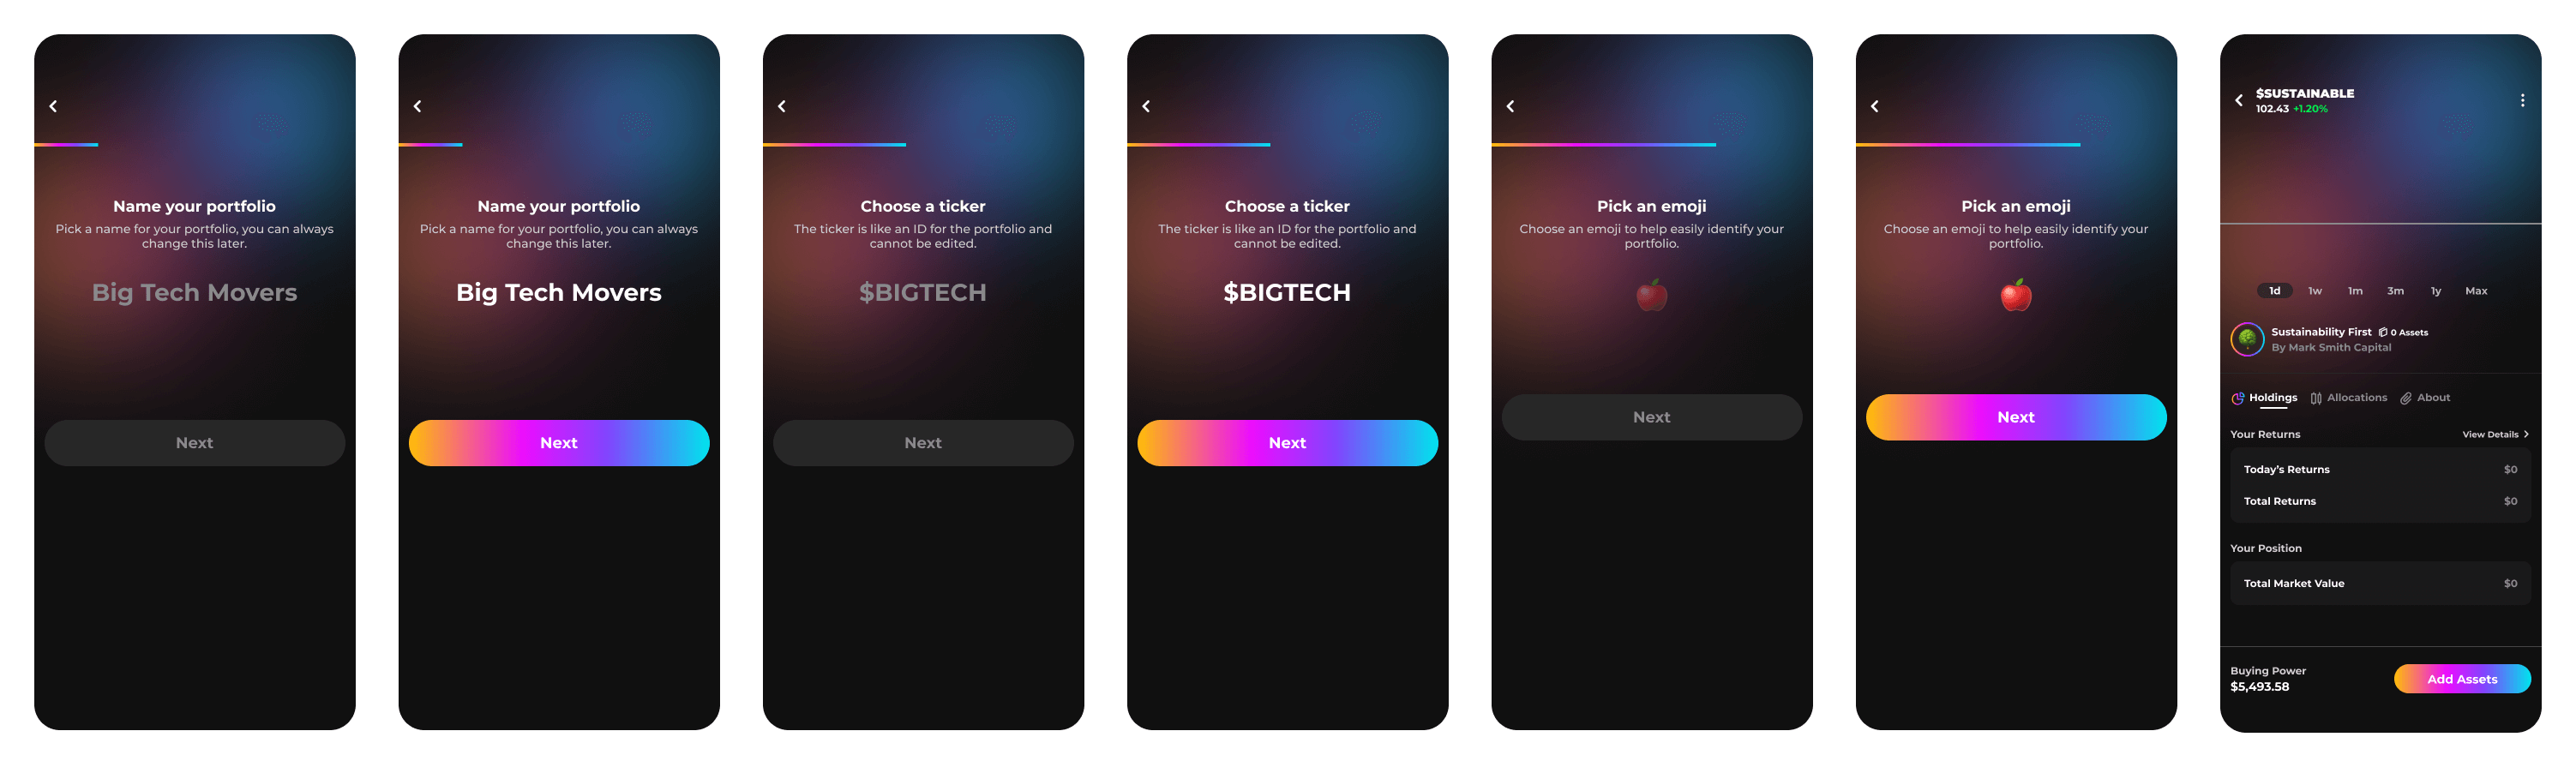 Name your portfolio
Pick a name for your portfolio, you can always
change this later.
Big Tech Movers
Next
Name your portfolio
Pick a name for your portfolio, you can always
change this later.
Big Tech Movers
Next
Choose a ticker
The ticker is like an ID for the portfolio and
cannot be edited.
$BIGTECH
Next
Choose a ticker
The ticker is like an ID for the portfolio and
cannot be edited.
$BIGTECH
Next
Pick an emoji
Choose an emoji to help easily identify your
portfolio.
Next
Pick an emoji
Choose an emoji to help easily identify your
portfolio.
Next
$SUSTAINABLE
102.43 +1.20%
1d 1w 1m 3m 1y Max
Sustainability First 0 Assets
By Mark Smith Capital
Holdings Allocations About
Your Returns View Details
Today’s Returns $0
Total Returns $0
Your Position
Total Market Value $0
Buying Power
$5,493.58
Add Assets